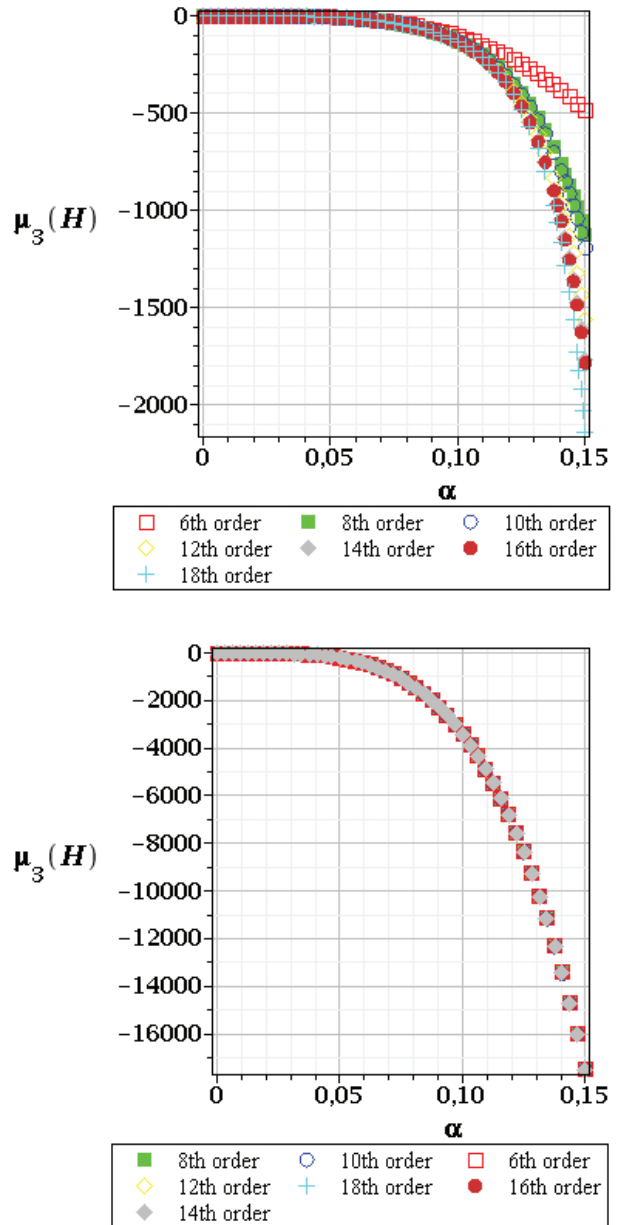 0
−500
−1000
μ3(H)
−1500
−2000
0 0,05 0,10 0,15
α
6th order 8th order 10th order
12th order 14th order 16th order
18th order
0
−2000
−4000
−6000
μ3(H)
−8000
−10000
−12000
−14000
−16000
0 0,05 0,10 0,15
α
8th order 10th order 6th order
12th order 18th order 16th order
14th order